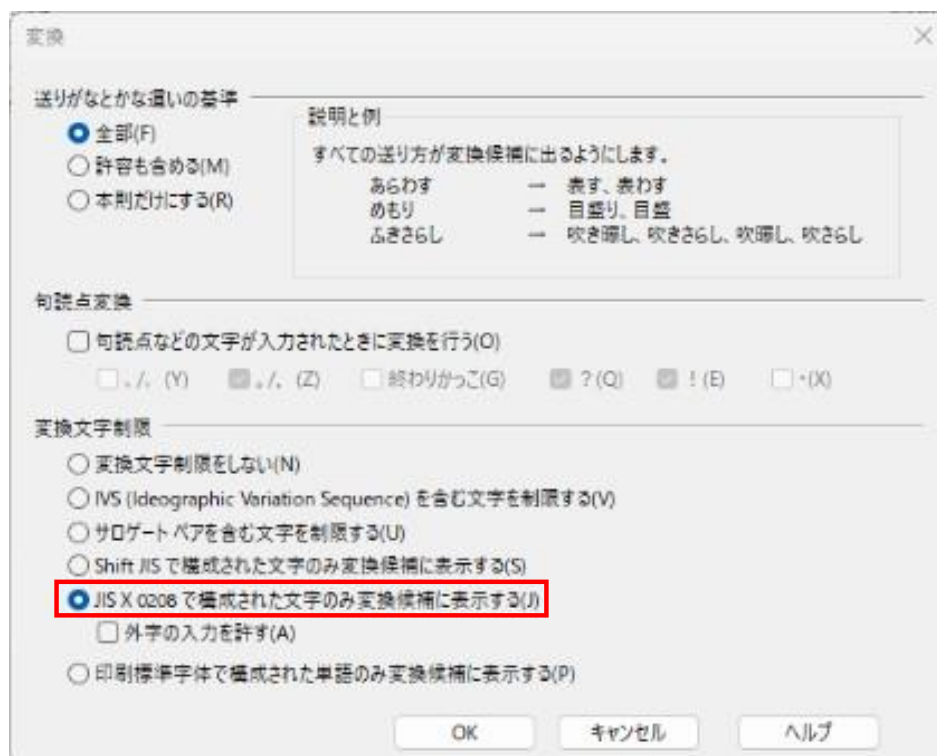 変換
送りがなとかな遣いの基準
全部(F)
許容も含める(M)
本則だけにする(R)
説明と例
すべての送り方が変換候補に出るようにします。
あらわす － 表す、表わす
めもり － 目盛り、目盛
ふきさらし － 吹き曝し、吹きさらし、吹曝し、吹さらし
句読点変換
句読点などの文字が入力されたときに変換を行う(O)
(Y) (Z) 終わりかっこ(G) ?(Q) !(E) (X)
変換文字制限
変換文字制限をしない(N)
IVS (Ideographic Variation Sequence) を含む文字を制限する(V)
サロゲート ペアを含む文字を制限する(U)
Shift JIS で構成された文字のみ変換候補に表示する(S)
JIS X 0208 で構成された文字のみ変換候補に表示する(J)
外字の入力を許す(A)
印刷標準字体で構成された単語のみ変換候補に表示する(P)
OK キャンセル ヘルプ